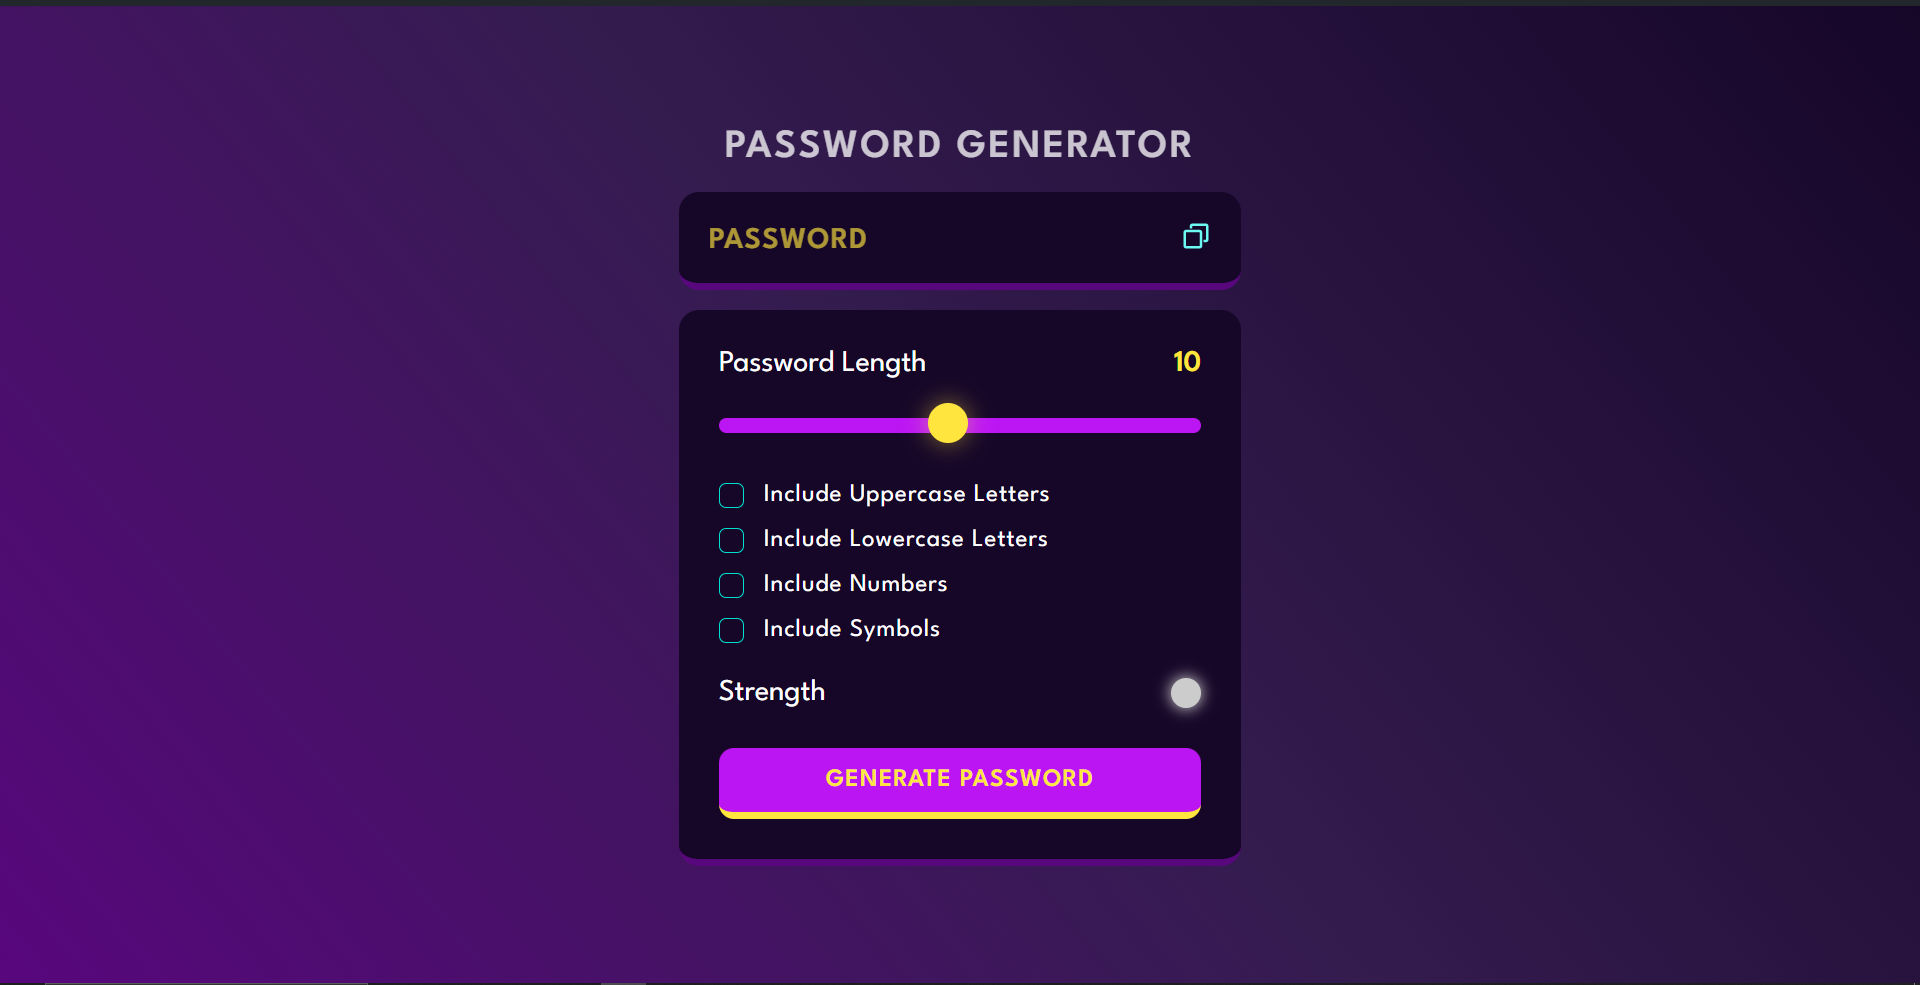 PASSWORD GENERATOR
PASSWORD
Password Length 10
Include Uppercase Letters
Include Lowercase Letters
Include Numbers
Include Symbols
Strength
GENERATE PASSWORD